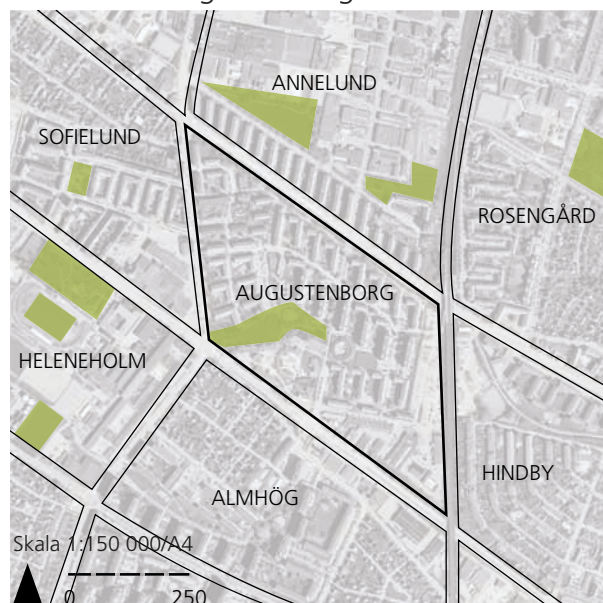 ANNELUND
SOFIELUND
ROSENGÅRD
AUGUSTENBORG
HELENEHOLM
HINDBY
ALMHÖG
Skala 1:150 000/A4
0 250